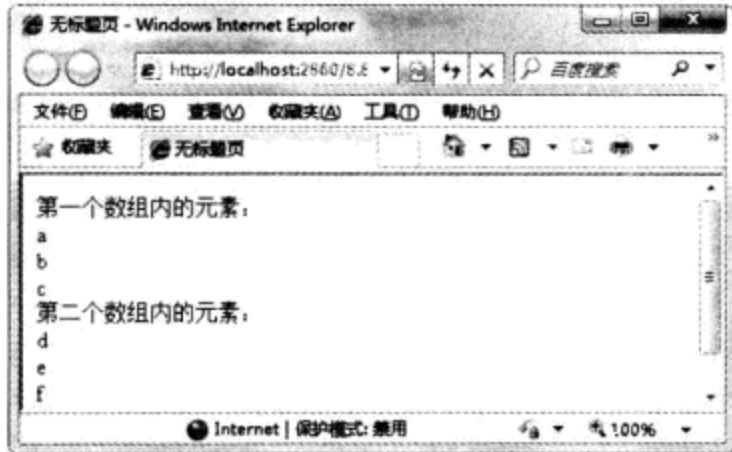 无标题页 - Windows Internet Explorer
http://localhost:2860/8.8
百度搜索
文件(F) 编辑(E) 查看(V) 收藏夹(A) 工具(T) 帮助(H)
收藏夹 无标题页
第一个数组内的元素：
a
b
c
第二个数组内的元素：
d
e
f
Internet | 保护模式: 禁用 100%